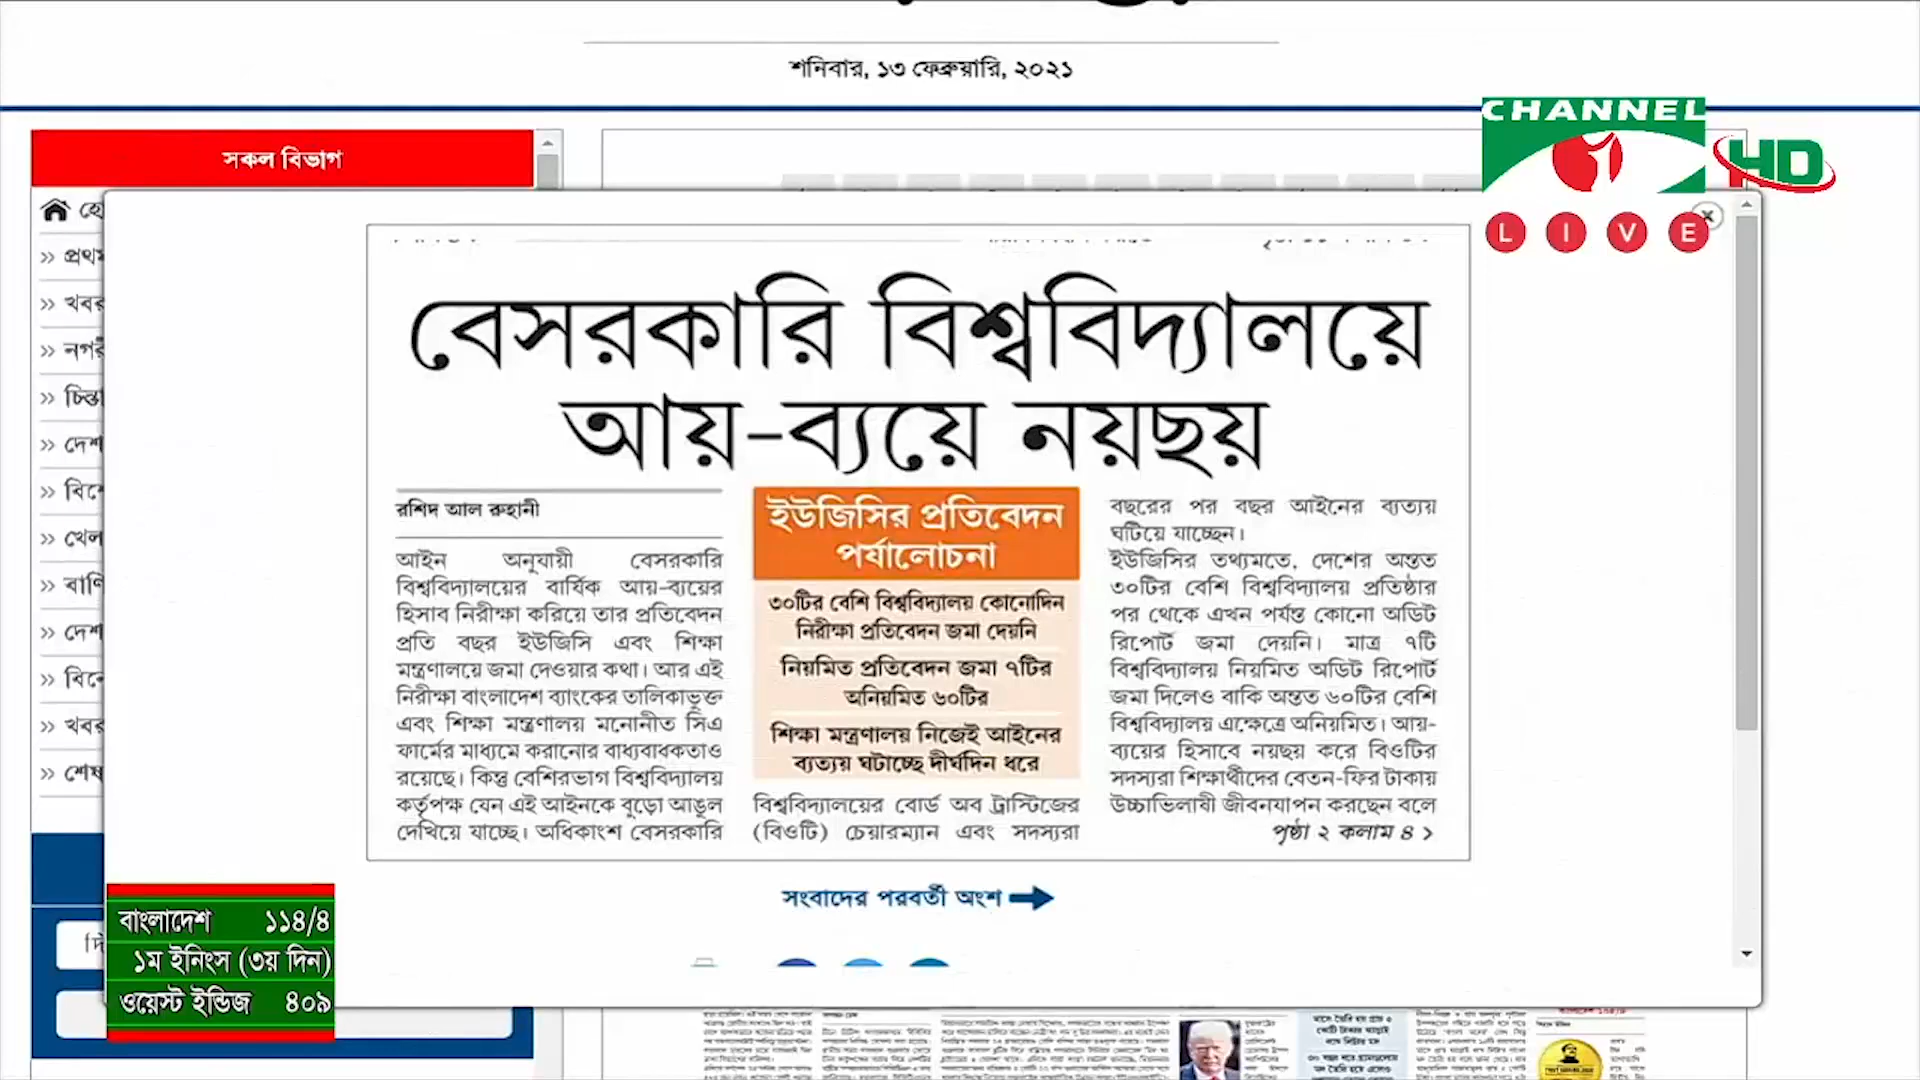 শনিবার, ১৩ ফেব্রুয়ারি, ২০২১
CHANNEL
HD
LIVE
সকল বিভাগ
বেসরকারি বিশ্ববিদ্যালয়ে
আয়-ব্যয়ে নয়ছয়
রশিদ আল রুহানী
আইন অনুযায়ী বেসরকারি
বিশ্ববিদ্যালয়ের বার্ষিক আয়-ব্যয়ের
হিসাব নিরীক্ষা করিয়ে তার প্রতিবেদন
প্রতি বছর ইউজিসি এবং শিক্ষা
মন্ত্রণালয়ে জমা দেওয়ার কথা। আর এই
নিরীক্ষা বাংলাদেশ ব্যাংকের তালিকাভুক্ত
এবং শিক্ষা মন্ত্রণালয় মনোনীত সিএ
ফার্মের মাধ্যমে করানোর বাধ্যবাধকতাও
রয়েছে। কিন্তু বেশিরভাগ বিশ্ববিদ্যালয়
কর্তৃপক্ষ যেন এই আইনকে বুড়ো আঙুল
দেখিয়ে যাচ্ছে। অধিকাংশ বেসরকারি
ইউজিসির প্রতিবেদন
পর্যালোচনা
৩০টির বেশি বিশ্ববিদ্যালয় কোনোদিন
নিরীক্ষা প্রতিবেদন জমা দেয়নি
নিয়মিত প্রতিবেদন জমা ৭টির
অনিয়মিত ৬০টির
শিক্ষা মন্ত্রণালয় নিজেই আইনের
ব্যত্যয় ঘটাচ্ছে দীর্ঘদিন ধরে
বিশ্ববিদ্যালয়ের বোর্ড অব ট্রাস্টিজের
(বিওটি) চেয়ারম্যান এবং সদস্যরা
বছরের পর বছর আইনের ব্যত্যয়
ঘটিয়ে যাচ্ছেন।
ইউজিসির তথ্যমতে, দেশের অন্তত
৩০টির বেশি বিশ্ববিদ্যালয় প্রতিষ্ঠার
পর থেকে এখন পর্যন্ত কোনো অডিট
রিপোর্ট জমা দেয়নি। মাত্র ৭টি
বিশ্ববিদ্যালয় নিয়মিত অডিট রিপোর্ট
জমা দিলেও বাকি অন্তত ৬০টির বেশি
বিশ্ববিদ্যালয় এক্ষেত্রে অনিয়মিত। আয়-
ব্যয়ের হিসাবে নয়ছয় করে বিওটির
সদস্যরা শিক্ষার্থীদের বেতন-ফির টাকায়
উচ্চাভিলাষী জীবনযাপন করছেন বলে
পৃষ্ঠা ২ কলাম ৪
সংবাদের পরবর্তী অংশ
বাংলাদেশ ১১৪/৪
১ম ইনিংস (৩য় দিন)
ওয়েস্ট ইন্ডিজ ৪০৯